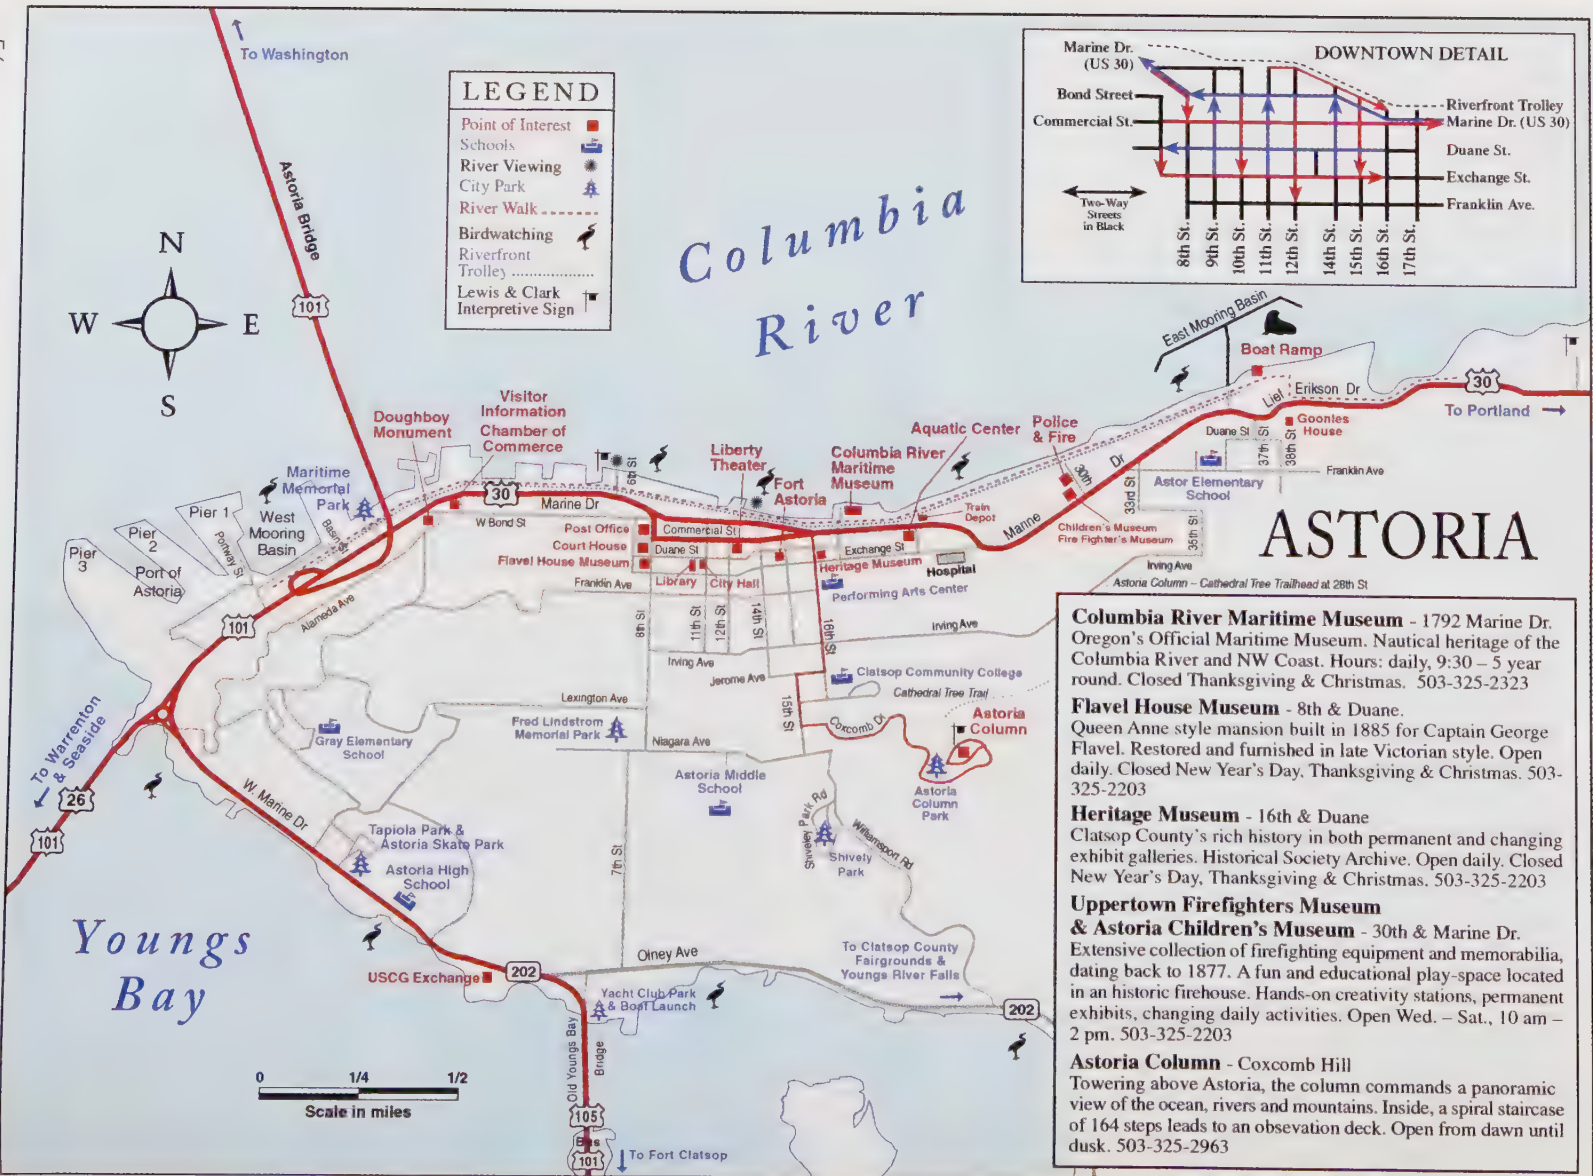 To Washington
LEGEND
Point of Interest
Schools
River Viewing
City Park
River Walk
Birdwatching
Riverfront
Trolley
Lewis & Clark
Interpretive Sign
DOWNTOWN DETAIL
Marine Dr.
(US 30)
Bond Street
Commercial St.
Riverfront Trolley
Marine Dr. (US 30)
Duane St.
Exchange St.
Franklin Ave.
Two-Way
Streets
in Black
8th St.
9th St.
10th St.
11th St.
12th St.
14th St.
15th St.
16th St.
17th St.
N
W
E
S
Astoria Bridge
101
Columbia
River
East Mooring Basin
Boat Ramp
Lief Erikson Dr
30
To Portland
Goonies
House
Duane St
37th St
38th St
Franklin Ave
Astor Elementary
School
33rd St
35th St
Irving Ave
Astoria Column - Cathedral Tree Trailhead at 28th St
ASTORIA
Visitor
Information
Chamber of
Commerce
Doughboy
Monument
Maritime
Memorial
Park
Pier 1
Pier
2
Pier
3
Port of
Astoria
West
Mooring
Basin
Portway St
Basin St
30
Marine Dr
W Bond St
6th St
Liberty
Theater
Fort
Astoria
Columbia River
Maritime
Museum
Aquatic Center
Police
& Fire
30th
Marine Dr
Train
Depot
Children's Museum
Fire Fighter's Museum
Post Office
Court House
Flavel House Museum
Commercial St
Duane St
Exchange St
Library
City Hall
Heritage Museum
Hospital
Performing Arts Center
Franklin Ave
Alameda Ave
101
8th St
11th St
12th St
14th St
16th St
Irving Ave
Irving Ave
Jerome Ave
15th St
Clatsop Community College
Cathedral Tree Trail
Coxcomb Dr
Astoria
Column
Astoria
Column
Park
Lexington Ave
Fred Lindstrom
Memorial Park
Niagara Ave
Gray Elementary
School
Astoria Middle
School
Shiveley Park Rd
Shively
Park
Williamsport Rd
To Warrenton
& Seaside
26
101
W. Marine Dr
Tapiola Park &
Astoria Skate Park
Astoria High
School
7th St
Youngs
Bay
USCG Exchange
202
Olney Ave
To Clatsop County
Fairgrounds &
Youngs River Falls
202
Yacht Club Park
& Boat Launch
Old Youngs Bay
Bridge
105
Bus
101
To Fort Clatsop
0 1/4 1/2
Scale in miles
Columbia River Maritime Museum - 1792 Marine Dr.
Oregon's Official Maritime Museum. Nautical heritage of the
Columbia River and NW Coast. Hours: daily, 9:30 – 5 year
round. Closed Thanksgiving & Christmas. 503-325-2323
Flavel House Museum - 8th & Duane.
Queen Anne style mansion built in 1885 for Captain George
Flavel. Restored and furnished in late Victorian style. Open
daily. Closed New Year's Day, Thanksgiving & Christmas. 503-
325-2203
Heritage Museum - 16th & Duane
Clatsop County's rich history in both permanent and changing
exhibit galleries. Historical Society Archive. Open daily. Closed
New Year's Day, Thanksgiving & Christmas. 503-325-2203
Uppertown Firefighters Museum
& Astoria Children's Museum - 30th & Marine Dr.
Extensive collection of firefighting equipment and memorabilia,
dating back to 1877. A fun and educational play-space located
in an historic firehouse. Hands-on creativity stations, permanent
exhibits, changing daily activities. Open Wed. – Sat., 10 am –
2 pm. 503-325-2203
Astoria Column - Coxcomb Hill
Towering above Astoria, the column commands a panoramic
view of the ocean, rivers and mountains. Inside, a spiral staircase
of 164 steps leads to an obsevation deck. Open from dawn until
dusk. 503-325-2963